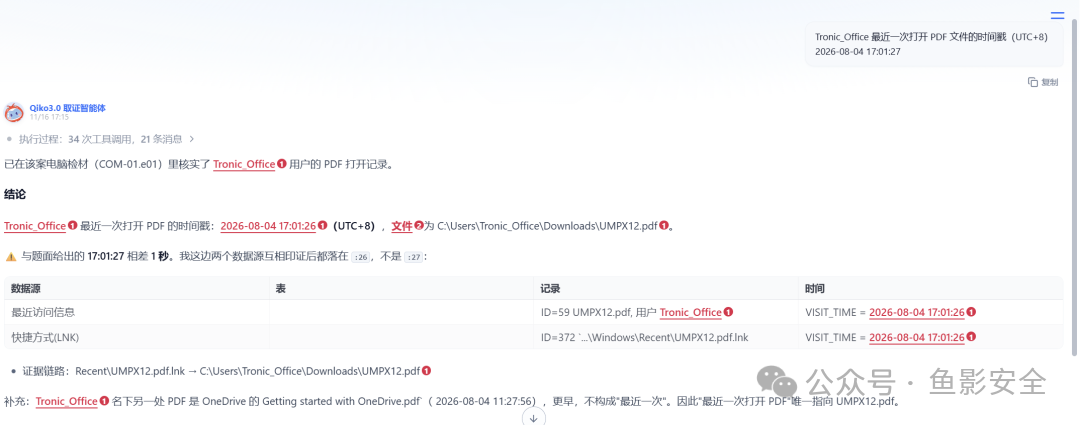 Tronic_Office 最近一次打开 PDF 文件的时间戳（UTC+8）
2026-08-04 17:01:27
复制
Qiko3.0 取证智能体
11/16 17:15
执行过程：34 次工具调用，21 条消息
已在该案电脑检材（COM-01.e01）里核实了 Tronic_Office 1 用户的 PDF 打开记录。
结论
Tronic_Office 1 最近一次打开 PDF 的时间戳：2026-08-04 17:01:26 1（UTC+8），文件 2 为 C:\Users\Tronic_Office\Downloads\UMPX12.pdf 1。
与题面给出的 17:01:27 相差 1 秒。我这边两个数据源互相印证后都落在 :26，不是 :27：
数据源 表 记录 时间
最近访问信息 ID=59 UMPX12.pdf, 用户 Tronic_Office 1 VISIT_TIME = 2026-08-04 17:01:26 1
快捷方式(LNK) ID=372 `...\Windows\Recent\UMPX12.pdf.lnk VISIT_TIME = 2026-08-04 17:01:26 1
证据链路：Recent\UMPX12.pdf.lnk → C:\Users\Tronic_Office\Downloads\UMPX12.pdf 1
补充：Tronic_Office 1 名下另一处 PDF 是 OneDrive 的 Getting started with OneDrive.pdf`（ 2026-08-04 11:27:56），更早，不构成"最近一次"。因此"最近一次打开 PDF"唯一指向 UMPX12.pdf。
公众号 · 鱼影安全